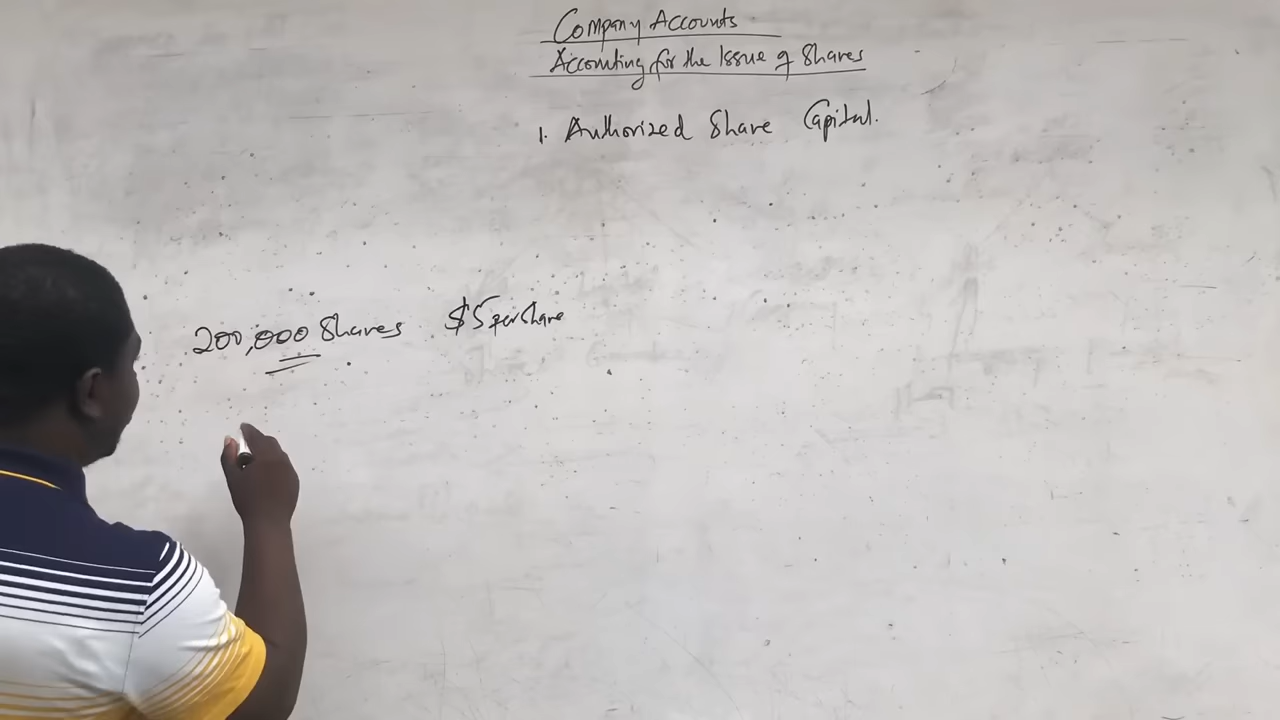 Company Accounts
Accounting for the Issue of Shares
1. Authorized Share Capital.
200,000 Shares $5 per share